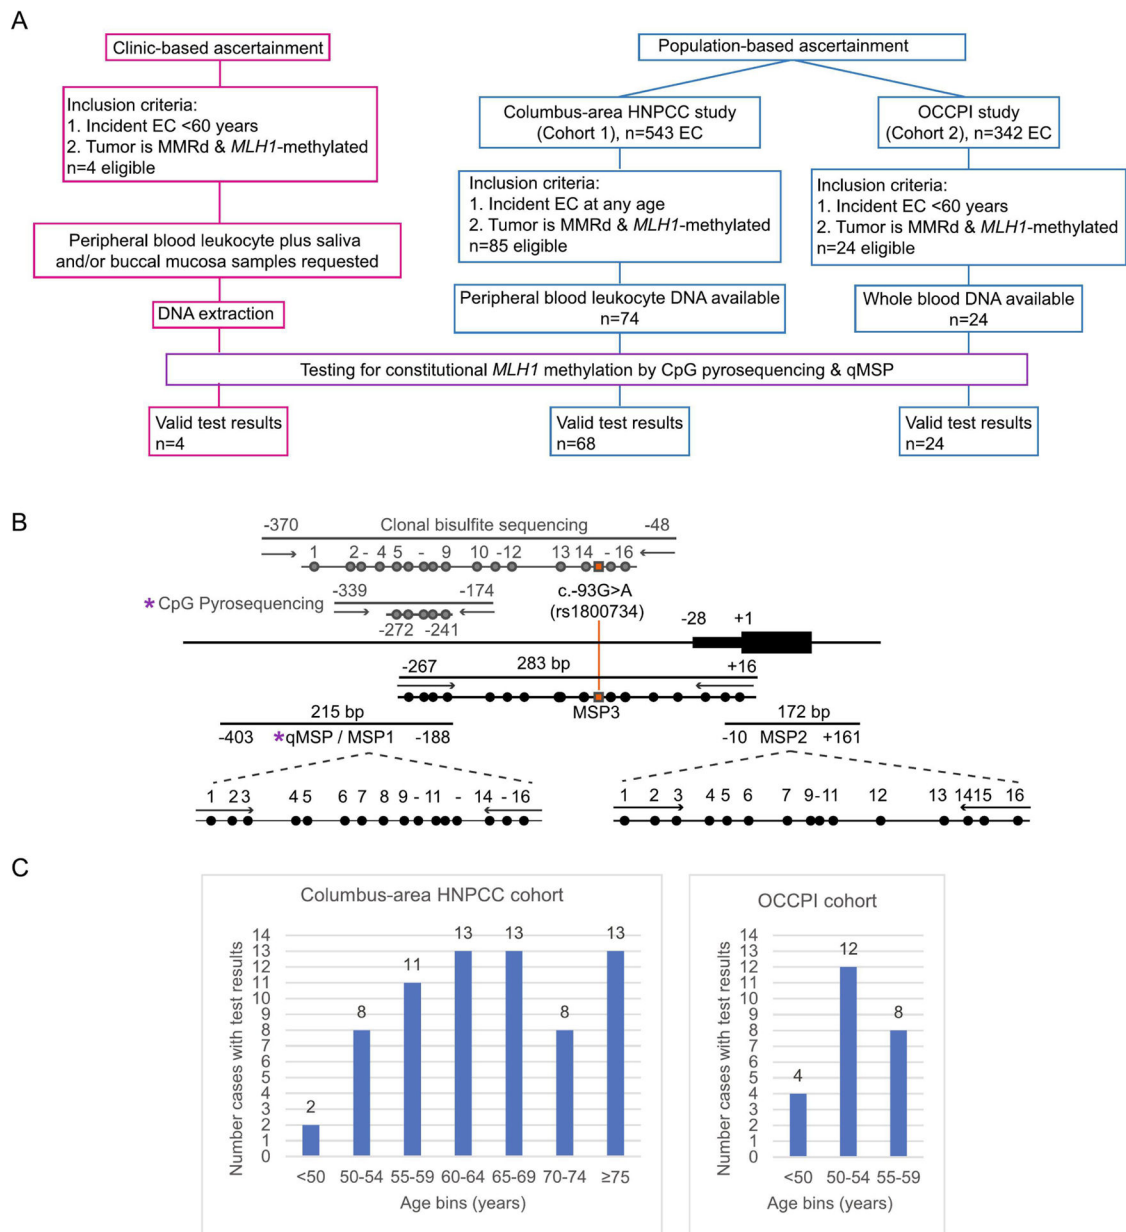 A
Clinic-based ascertainment
Population-based ascertainment
Inclusion criteria:
1. Incident EC <60 years
2. Tumor is MMRd & MLH1-methylated
n=4 eligible
Columbus-area HNPCC study
(Cohort 1), n=543 EC
OCCPI study
(Cohort 2), n=342 EC
Inclusion criteria:
1. Incident EC at any age
2. Tumor is MMRd & MLH1-methylated
n=85 eligible
Inclusion criteria:
1. Incident EC <60 years
2. Tumor is MMRd & MLH1-methylated
n=24 eligible
Peripheral blood leukocyte plus saliva
and/or buccal mucosa samples requested
DNA extraction
Peripheral blood leukocyte DNA available
n=74
Whole blood DNA available
n=24
Testing for constitutional MLH1 methylation by CpG pyrosequencing & qMSP
Valid test results
n=4
Valid test results
n=68
Valid test results
n=24
B
-370 Clonal bisulfite sequencing -48
1 2 - 4 5 - 9 10 - 12 13 14 - 16
-339 -174
* CpG Pyrosequencing
-272 -241
c.-93G>A
(rs1800734)
-28 +1
-267 283 bp +16
MSP3
215 bp
-403 *qMSP / MSP1 -188
172 bp
-10 MSP2 +161
1 2 3 4 5 6 7 8 9 - 11 - 14 - 16
1 2 3 4 5 6 7 9 - 11 12 13 14 15 16
C
Columbus-area HNPCC cohort
Number cases with test results
14
13
12
11
10
9
8
7
6
5
4
3
2
1
0
2 8 11 13 13 8 13
<50 50-54 55-59 60-64 65-69 70-74 ≥75
Age bins (years)
OCCPI cohort
Number cases with test results
14
13
12
11
10
9
8
7
6
5
4
3
2
1
0
4 12 8
<50 50-54 55-59
Age bins (years)